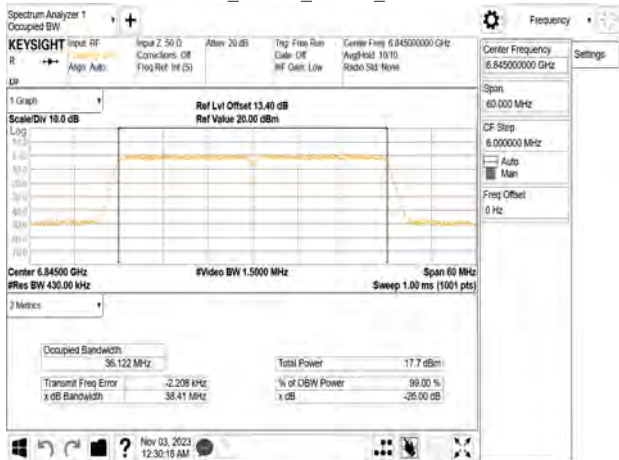 Spectrum Analyzer 1
Occupied BW
Frequency
KEYSIGHT
Input: RF
Input Z: 50 Ω
Atten: 20 dB
Trig: Free Run
Center Freq: 6.845000000 GHz
R
Corrections: Off
Gate: Off
Avg|Hold: 10/10
Align: Auto
Freq Ref: Int (S)
#IF Gain: Low
Radio Std: None
Center Frequency
6.845000000 GHz
Settings
Span
60.000 MHz
CF Step
6.000000 MHz
Auto
Man
Freq Offset
0 Hz
1 Graph
Scale/Div 10.0 dB
Ref Lvl Offset 13.40 dB
Ref Value 20.00 dBm
Log
Center 6.84500 GHz
#Video BW 1.5000 MHz
Span 60 MHz
#Res BW 430.00 kHz
Sweep 1.00 ms (1001 pts)
2 Metrics
Occupied Bandwidth
36.122 MHz
Total Power
17.7 dBm
Transmit Freq Error
-2.208 kHz
% of OBW Power
99.00 %
x dB Bandwidth
38.41 MHz
x dB
-26.00 dB
Nov 03, 2023
12:30:18 AM